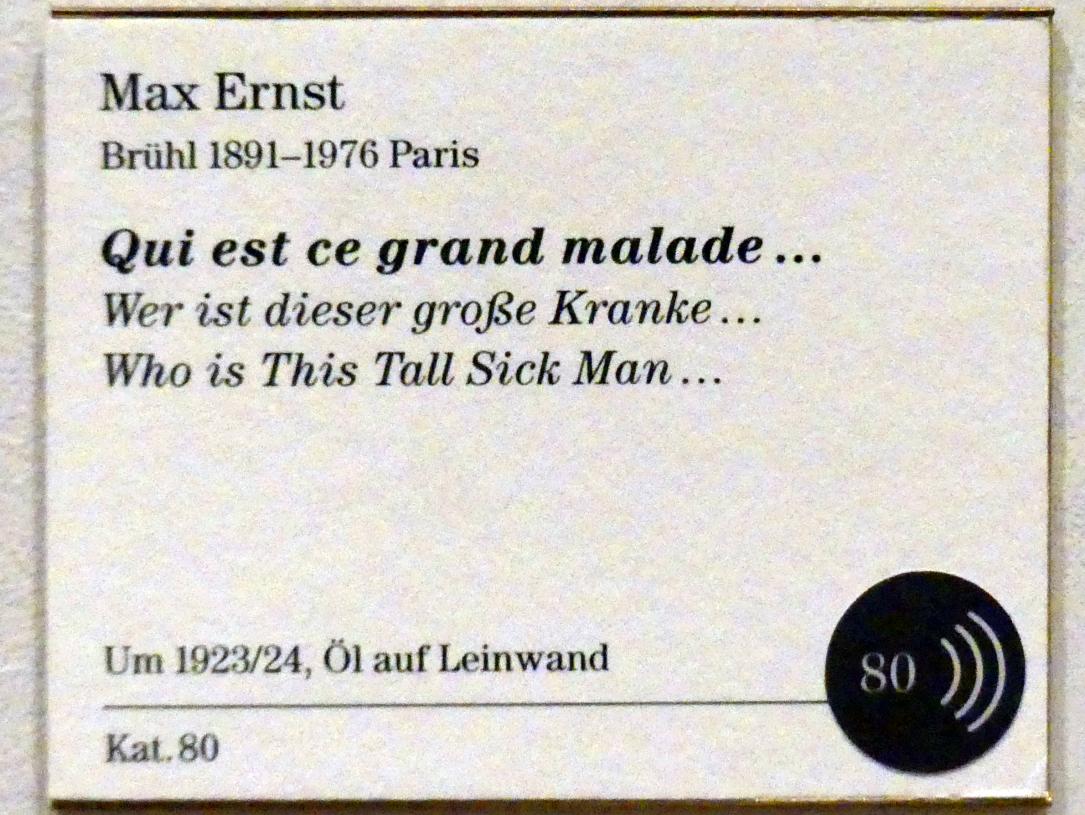 Max Ernst
Brühl 1891–1976 Paris
Qui est ce grand malade ...
Wer ist dieser große Kranke ...
Who is This Tall Sick Man ...
Um 1923/24, Öl auf Leinwand
80
Kat. 80